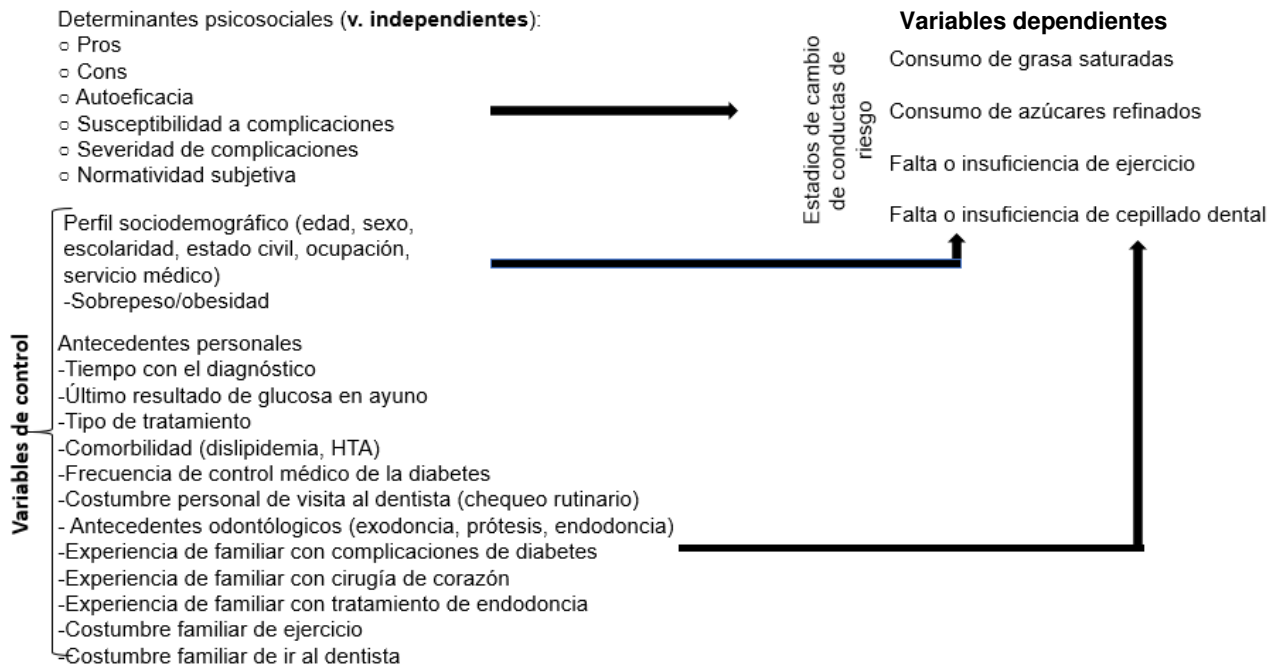 Determinantes psicosociales (v. independientes):
○ Pros
○ Cons
○ Autoeficacia
○ Susceptibilidad a complicaciones
○ Severidad de complicaciones
○ Normatividad subjetiva
Estadios de cambio
de conductas de
riesgo
Variables dependientes
Consumo de grasa saturadas
Consumo de azúcares refinados
Falta o insuficiencia de ejercicio
Falta o insuficiencia de cepillado dental
Variables de control
Perfil sociodemográfico (edad, sexo,
escolaridad, estado civil, ocupación,
servicio médico)
-Sobrepeso/obesidad
Antecedentes personales
-Tiempo con el diagnóstico
-Último resultado de glucosa en ayuno
-Tipo de tratamiento
-Comorbilidad (dislipidemia, HTA)
-Frecuencia de control médico de la diabetes
-Costumbre personal de visita al dentista (chequeo rutinario)
- Antecedentes odontólogicos (exodoncia, prótesis, endodoncia)
-Experiencia de familiar con complicaciones de diabetes
-Experiencia de familiar con cirugía de corazón
-Experiencia de familiar con tratamiento de endodoncia
-Costumbre familiar de ejercicio
-Costumbre familiar de ir al dentista